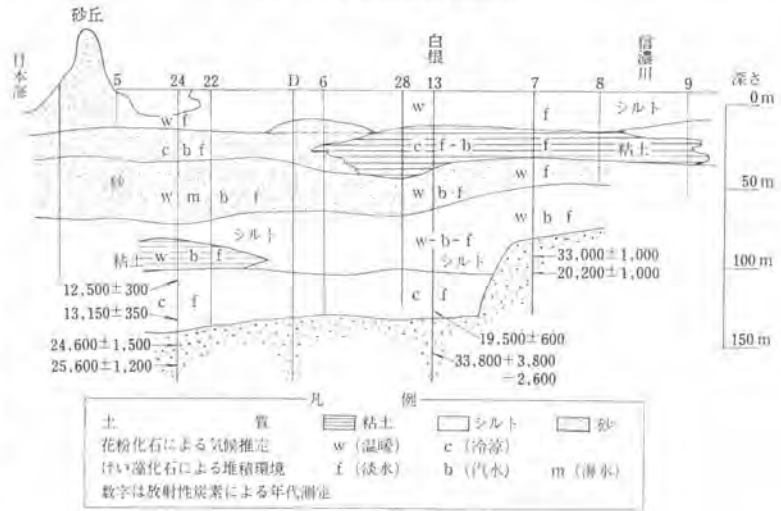 砂丘
日本海
白根
信濃川
5 24 22 D 6 28 13 7 8 9
深さ
0m
w f
w
f
シルト
c b f
c f-b
f
粘土
砂
w m b f
w b-f
w f
50m
シルト
w b f
粘土
w b f
w-b-f
シルト
33,000±1,000
20,200±1,000
100m
12,500±300
13,150±350
c f
c f
24,600±1,500
25,600±1,200
19,500±600
33,800+3,800
-2,600
150m
凡例
土質 粘土 シルト 砂
花粉化石による気候推定 w (温暖) c (冷涼)
けい藻化石による堆積環境 f (淡水) b (汽水) m (海水)
数字は放射性炭素による年代測定